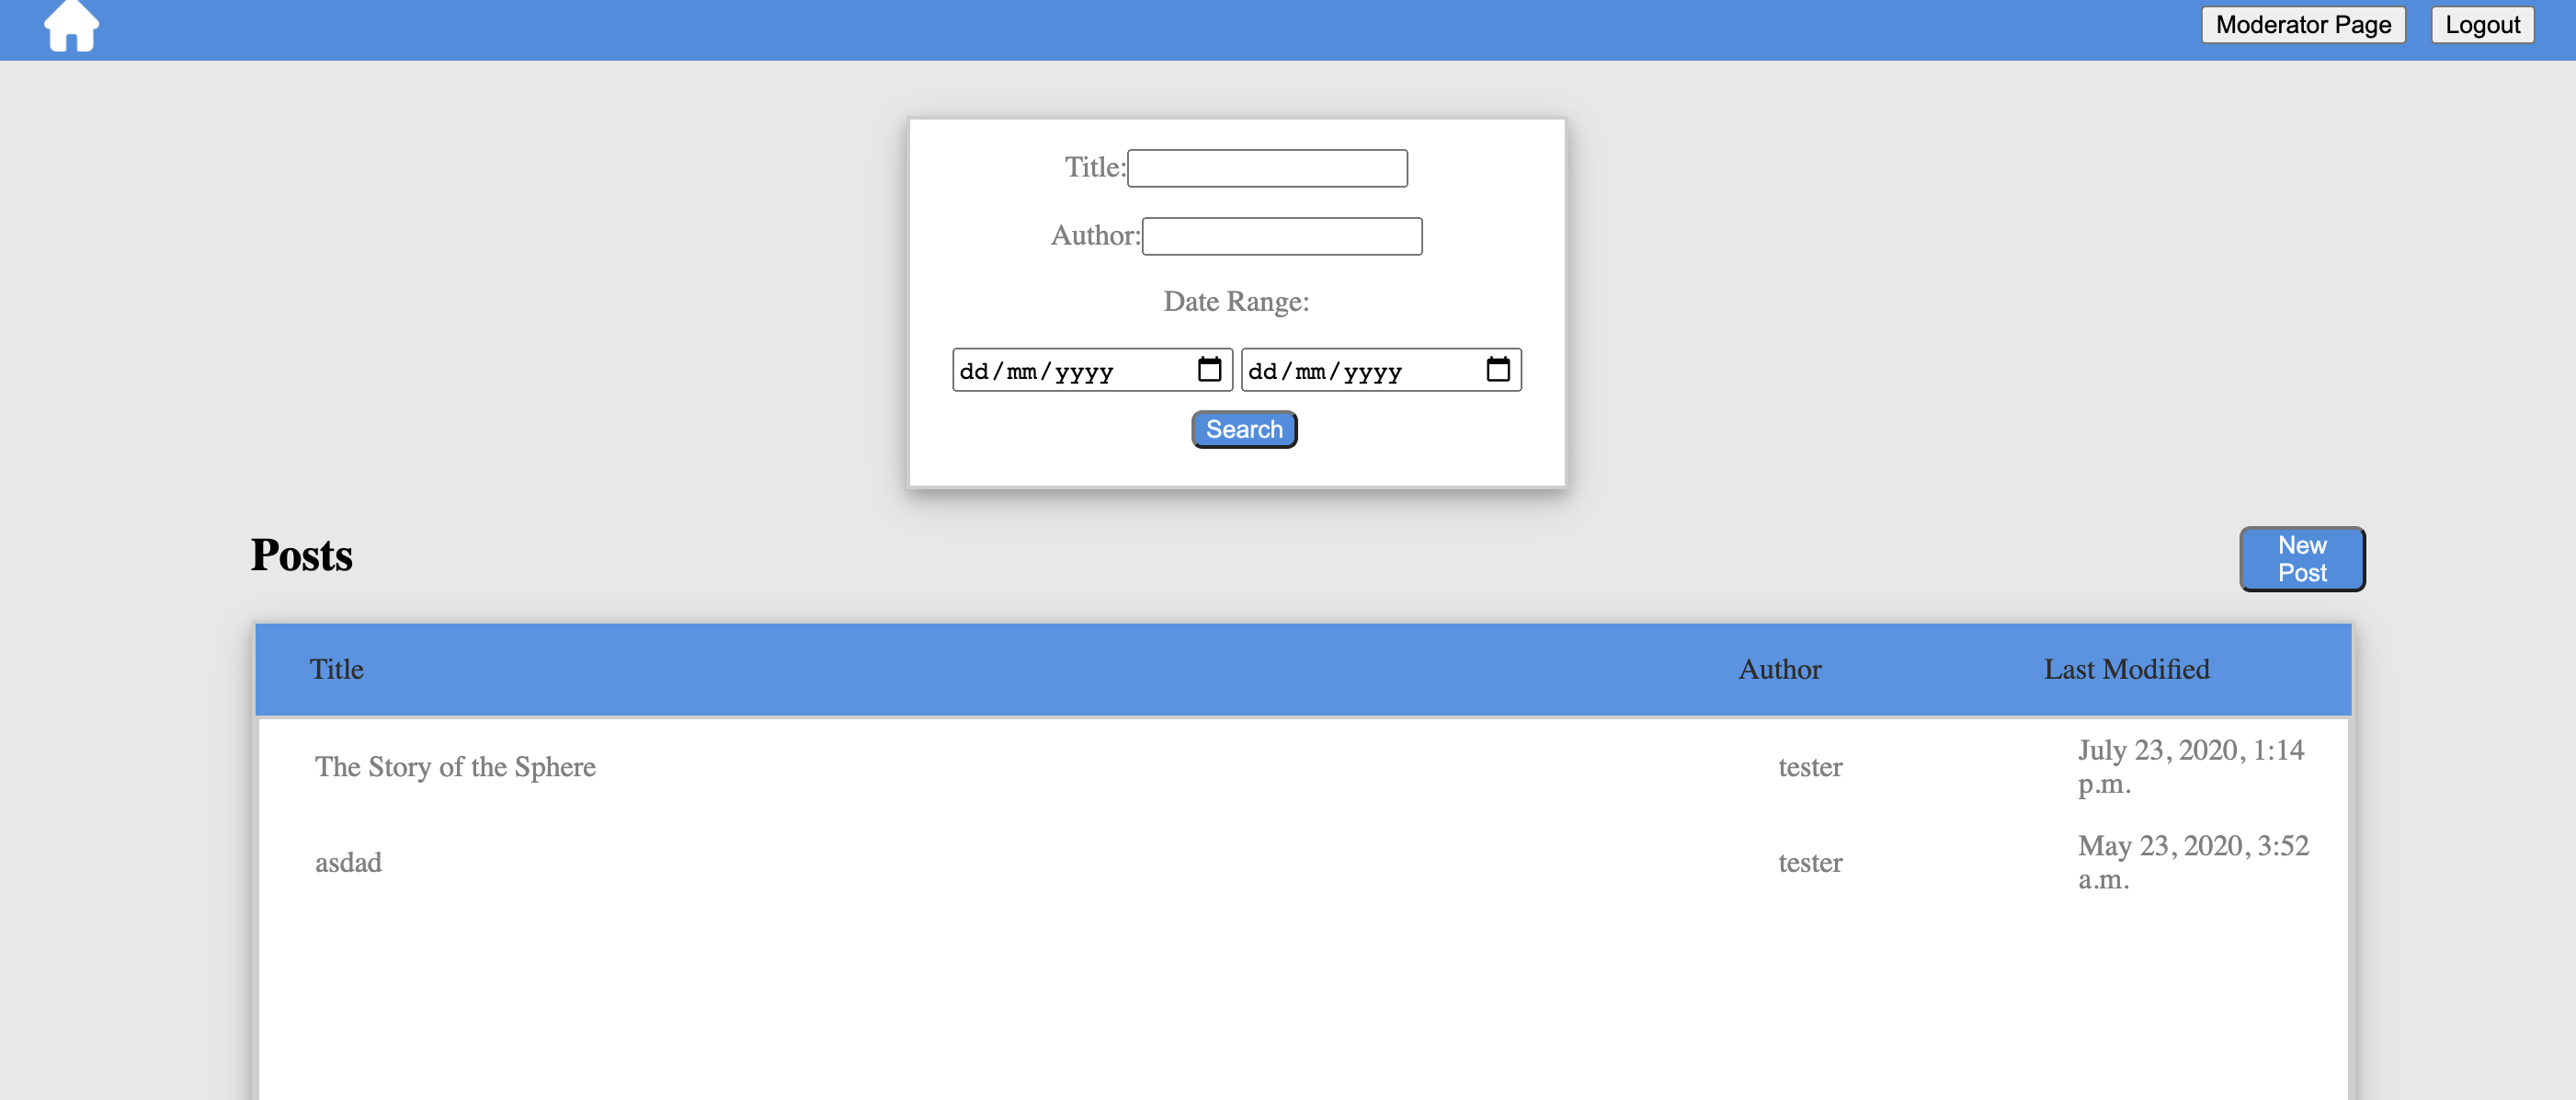 Moderator Page Logout
Title:
Author:
Date Range:
dd/mm/yyyy dd/mm/yyyy
Search
Posts
New
Post
Title Author Last Modified
The Story of the Sphere tester July 23, 2020, 1:14
p.m.
asdad tester May 23, 2020, 3:52
a.m.